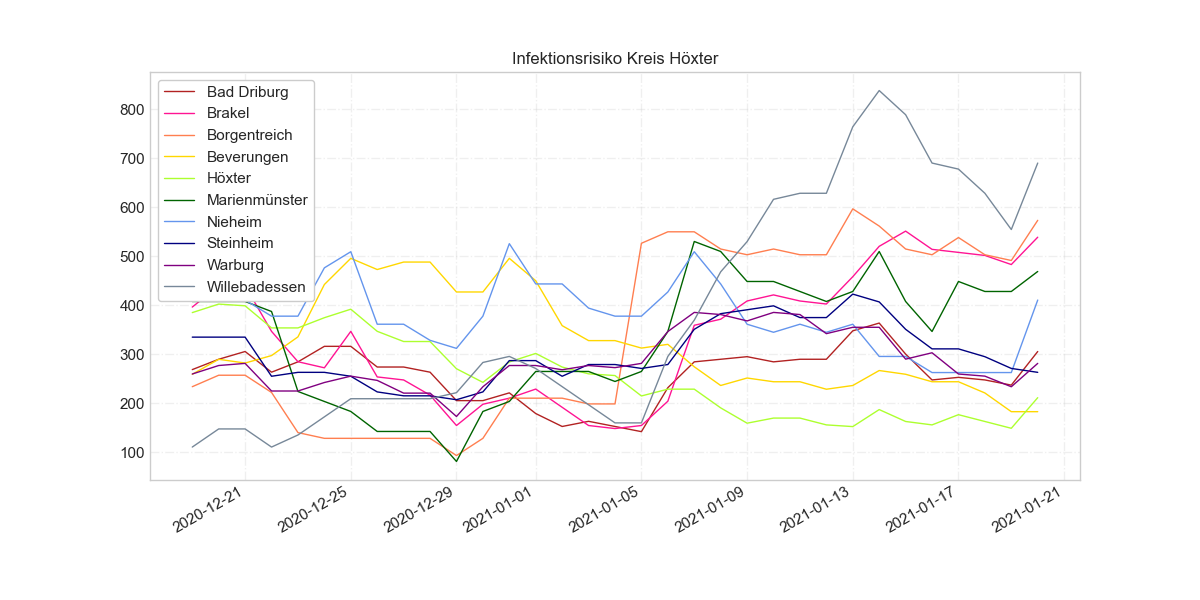 Infektionsrisiko Kreis Höxter
Bad Driburg
Brakel
Borgentreich
Beverungen
Höxter
Marienmünster
Nieheim
Steinheim
Warburg
Willebadessen
800
700
600
500
400
300
200
100
2020-12-21
2020-12-25
2020-12-29
2021-01-01
2021-01-05
2021-01-09
2021-01-13
2021-01-17
2021-01-21